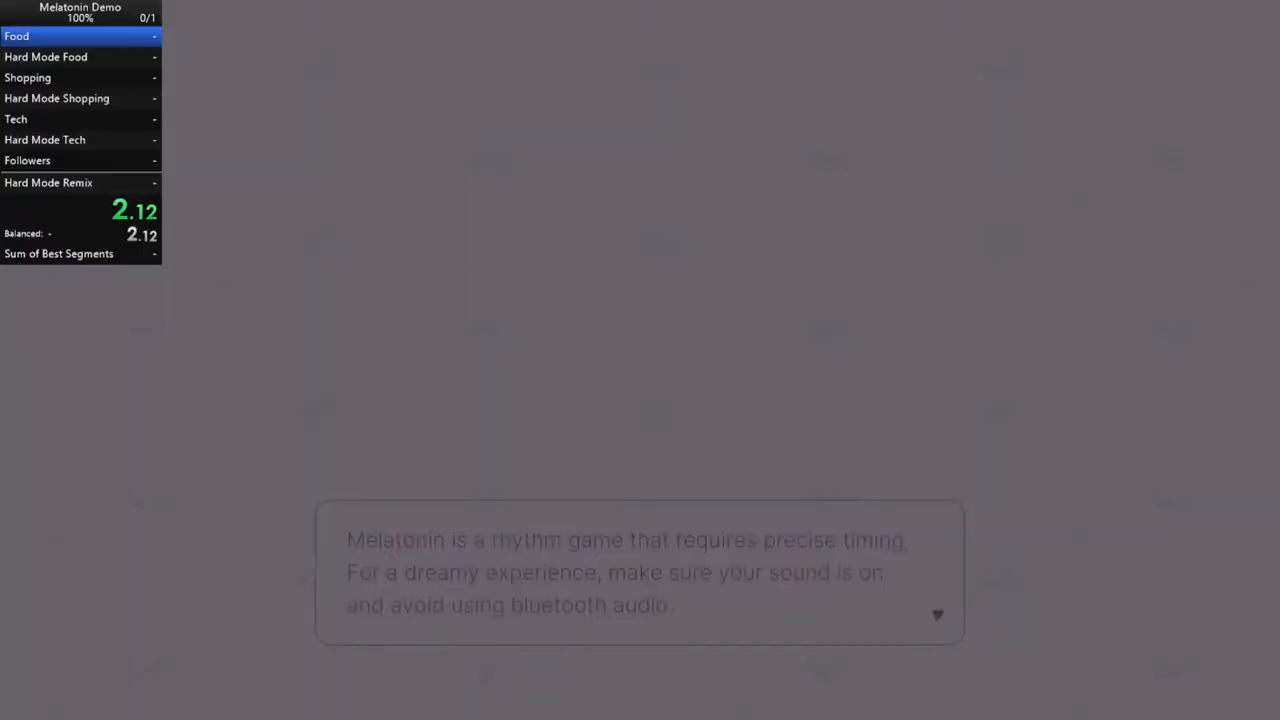 Melatonin Demo
100% 0/1
Food -
Hard Mode Food -
Shopping -
Hard Mode Shopping -
Tech -
Hard Mode Tech -
Followers -
Hard Mode Remix -
2.12
Balanced: - 2.12
Sum of Best Segments -
Melatonin is a rhythm game that requires precise timing.
For a dreamy experience, make sure your sound is on
and avoid using bluetooth audio.